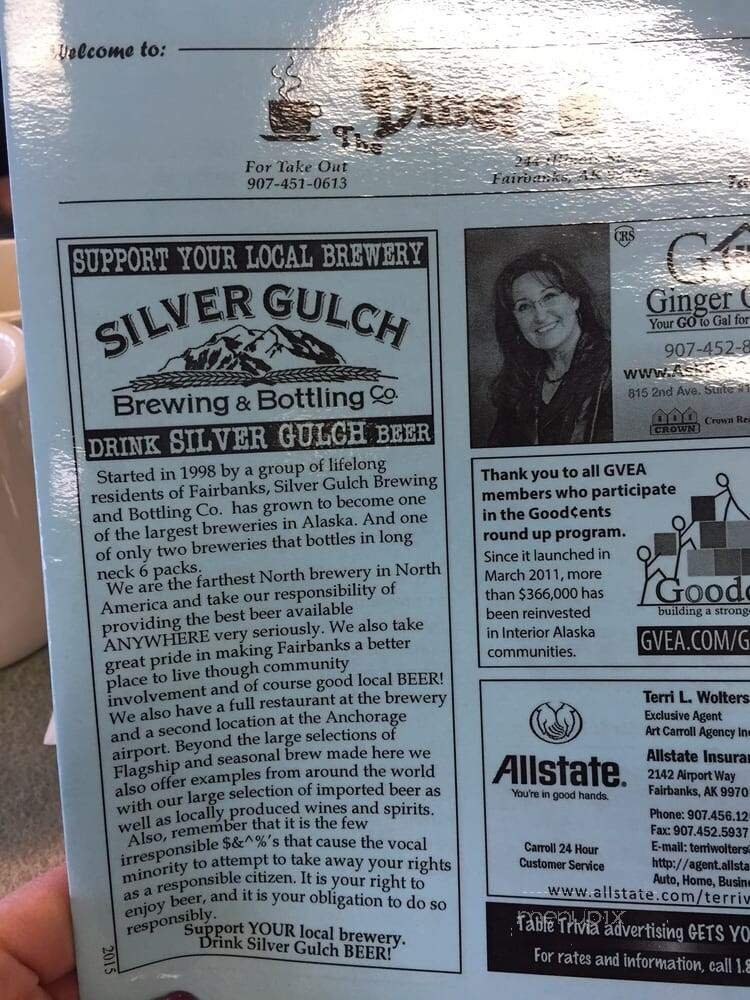 Welcome to:
The Diner
For Take Out
907-451-0613
Fairbanks, AK
SUPPORT YOUR LOCAL BREWERY
SILVER GULCH
Brewing & Bottling Co.
DRINK SILVER GULCH BEER
Started in 1998 by a group of lifelong
residents of Fairbanks, Silver Gulch Brewing
and Bottling Co. has grown to become one
of the largest breweries in Alaska. And one
of only two breweries that bottles in long
neck 6 packs.
We are the farthest North brewery in North
America and take our responsibility of
providing the best beer available
ANYWHERE very seriously. We also take
great pride in making Fairbanks a better
place to live though community
involvement and of course good local BEER!
We also have a full restaurant at the brewery
and a second location at the Anchorage
airport. Beyond the large selections of
Flagship and seasonal brew made here we
also offer examples from around the world
with our large selection of imported beer as
well as locally produced wines and spirits.
Also, remember that it is the few
irresponsible $&^%'s that cause the vocal
minority to attempt to take away your rights
as a responsible citizen. It is your right to
enjoy beer, and it is your obligation to do so
responsibly.
Support YOUR local brewery.
Drink Silver Gulch BEER!
2015
CRS
Ginger
Your GO to Gal for
907-452-8
815 2nd Ave. Suite
CROWN
Crown Re
Thank you to all GVEA
members who participate
in the Good¢ents
round up program.
Since it launched in
March 2011, more
than $366,000 has
been reinvested
in Interior Alaska
communities.
Good
building a strong
GVEA.COM/G
Allstate.
You're in good hands.
Carroll 24 Hour
Customer Service
Terri L. Wolters
Exclusive Agent
Art Carroll Agency In
Allstate Insura
2142 Airport Way
Fairbanks, AK 9970
Phone: 907.456.12
Fax: 907.452.5937
E-mail: terriwolters
http://agent.allsta
Auto, Home, Busin
www.allstate.com/terriv
menupix
Table Trivia advertising GETS YO
For rates and information, call 1.8